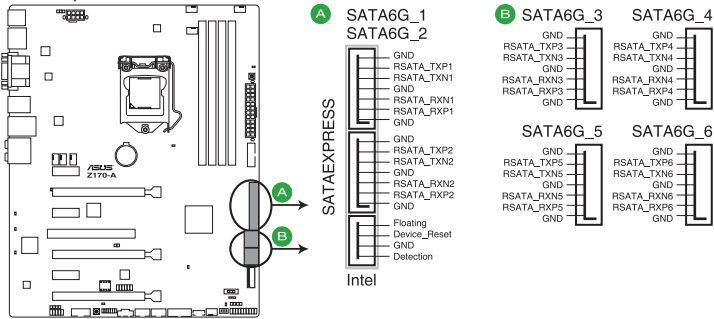 ASUS
Z170-A
A
B
A
SATA6G_1
SATA6G_2
SATAEXPRESS
GND
RSATA_TXP1
RSATA_TXN1
GND
RSATA_RXN1
RSATA_RXP1
GND
GND
RSATA_TXP2
RSATA_TXN2
GND
RSATA_RXN2
RSATA_RXP2
GND
Floating
Device_Reset
GND
Detection
Intel
B
SATA6G_3
GND
RSATA_TXP3
RSATA_TXN3
GND
RSATA_RXN3
RSATA_RXP3
GND
SATA6G_4
GND
RSATA_TXP4
RSATA_TXN4
GND
RSATA_RXN4
RSATA_RXP4
GND
SATA6G_5
GND
RSATA_TXP5
RSATA_TXN5
GND
RSATA_RXN5
RSATA_RXP5
GND
SATA6G_6
GND
RSATA_TXP6
RSATA_TXN6
GND
RSATA_RXN6
RSATA_RXP6
GND